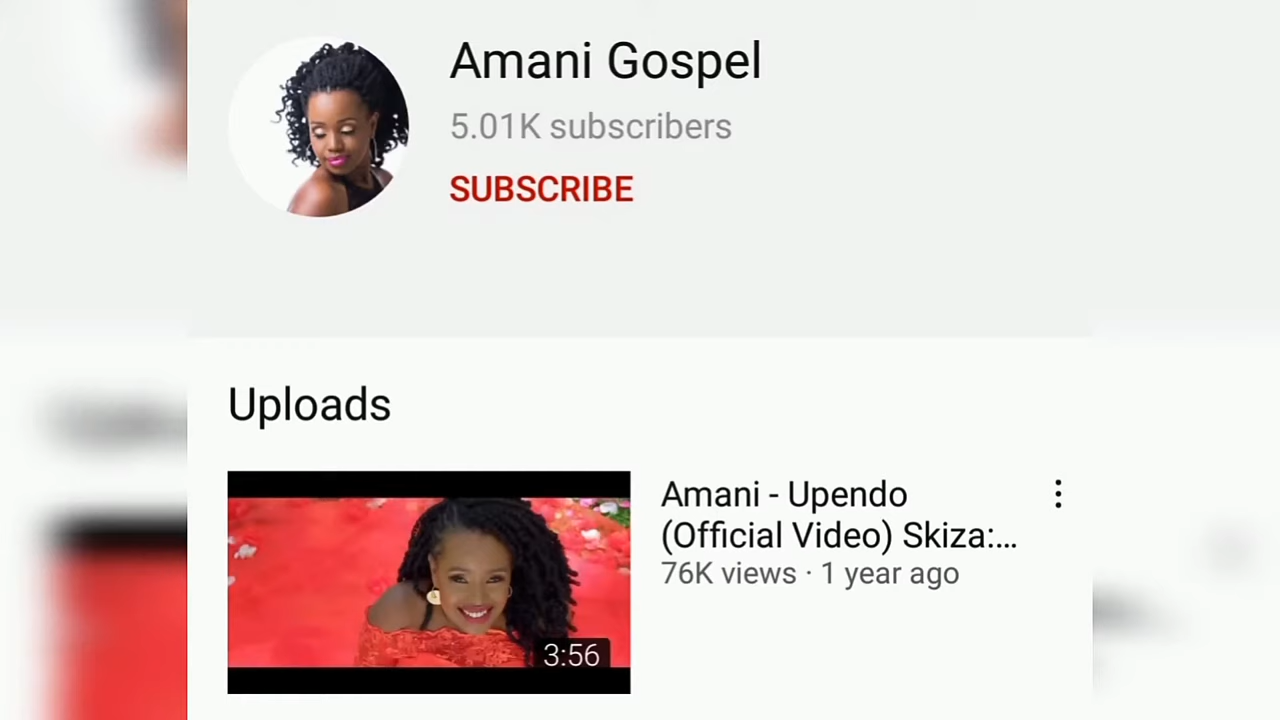 Amani Gospel
5.01K subscribers
SUBSCRIBE
Uploads
Amani - Upendo
(Official Video) Skiza:...
76K views · 1 year ago
3:56